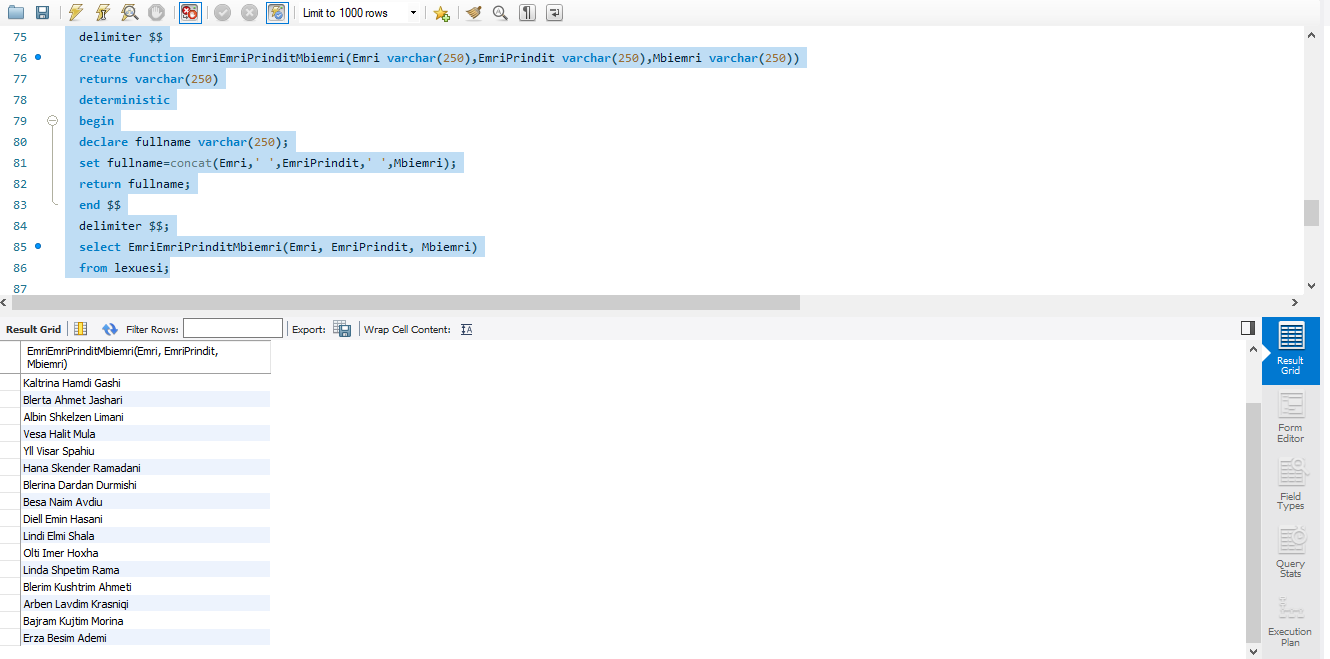 Limit to 1000 rows
75 delimiter $$
76 create function EmriEmriPrinditMbiemri(Emri varchar(250),EmriPrindit varchar(250),Mbiemri varchar(250))
77 returns varchar(250)
78 deterministic
79 begin
80 declare fullname varchar(250);
81 set fullname=concat(Emri,' ',EmriPrindit,' ',Mbiemri);
82 return fullname;
83 end $$
84 delimiter $$;
85 select EmriEmriPrinditMbiemri(Emri, EmriPrindit, Mbiemri)
86 from lexuesi;
87
Result Grid Filter Rows: Export: Wrap Cell Content:
EmriEmriPrinditMbiemri(Emri, EmriPrindit,
Mbiemri)
Kaltrina Hamdi Gashi
Blerta Ahmet Jashari
Albin Shkelzen Limani
Vesa Halit Mula
Yll Visar Spahiu
Hana Skender Ramadani
Blerina Dardan Durmishi
Besa Naim Avdiu
Diell Emin Hasani
Lindi Elmi Shala
Olti Imer Hoxha
Linda Shpetim Rama
Blerim Kushtrim Ahmeti
Arben Lavdim Krasniqi
Bajram Kujtim Morina
Erza Besim Ademi
Result
Grid
Form
Editor
Field
Types
Query
Stats
Execution
Plan